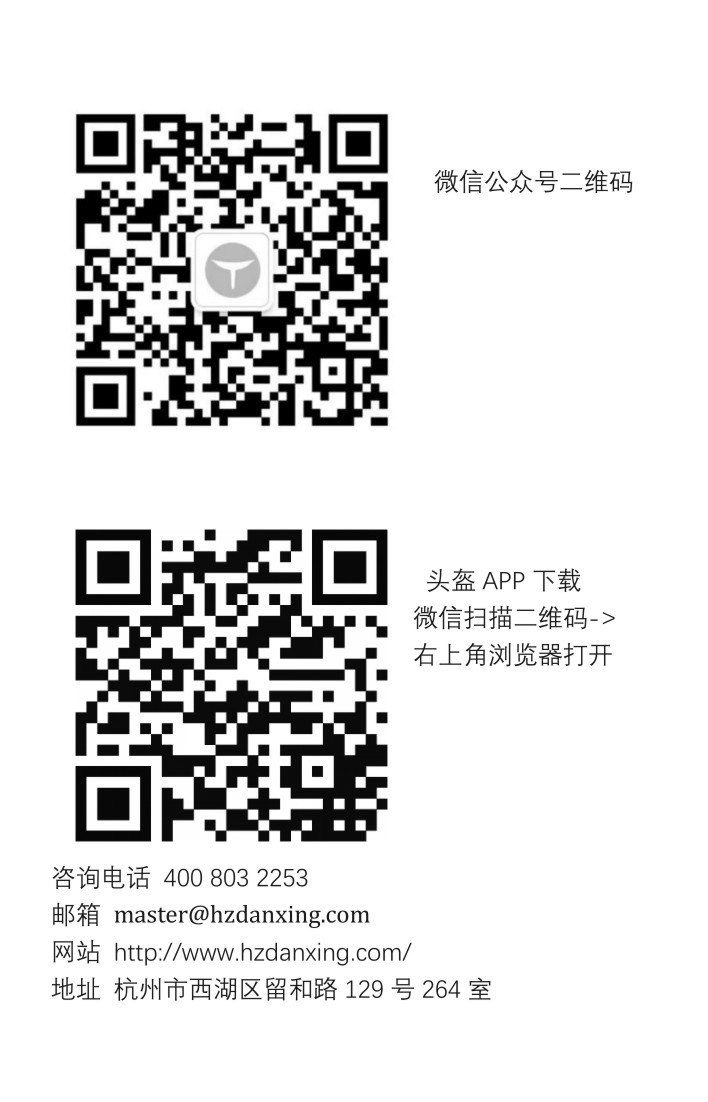 微信公众号二维码
头盔 APP 下载
微信扫描二维码->
右上角浏览器打开
咨询电话 400 803 2253
邮箱 master@hzdanxing.com
网站 http://www.hzdanxing.com/
地址 杭州市西湖区留和路 129 号 264 室